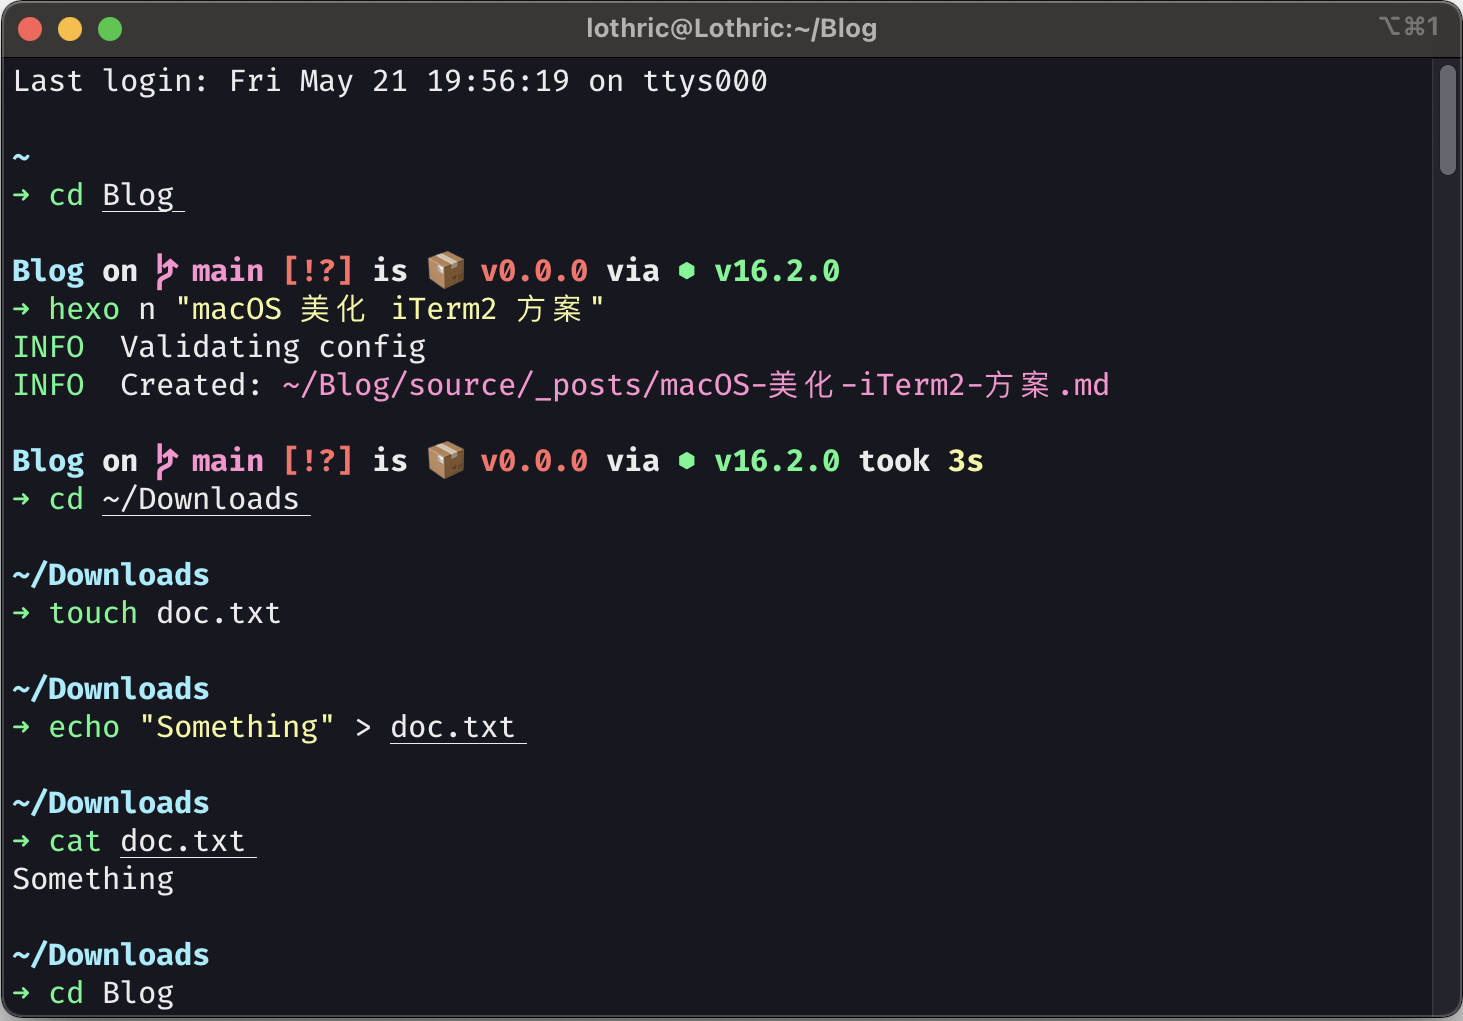 lothric@Lothric:~/Blog
⌥⌘1
Last login: Fri May 21 19:56:19 on ttys000
~
➜ cd Blog
Blog on main [!?] is 📦 v0.0.0 via ⬢ v16.2.0
➜ hexo n "macOS 美化 iTerm2 方案"
INFO  Validating config
INFO  Created: ~/Blog/source/_posts/macOS-美化-iTerm2-方案.md
Blog on main [!?] is 📦 v0.0.0 via ⬢ v16.2.0 took 3s
➜ cd ~/Downloads
~/Downloads
➜ touch doc.txt
~/Downloads
➜ echo "Something" > doc.txt
~/Downloads
➜ cat doc.txt
Something
~/Downloads
➜ cd Blog